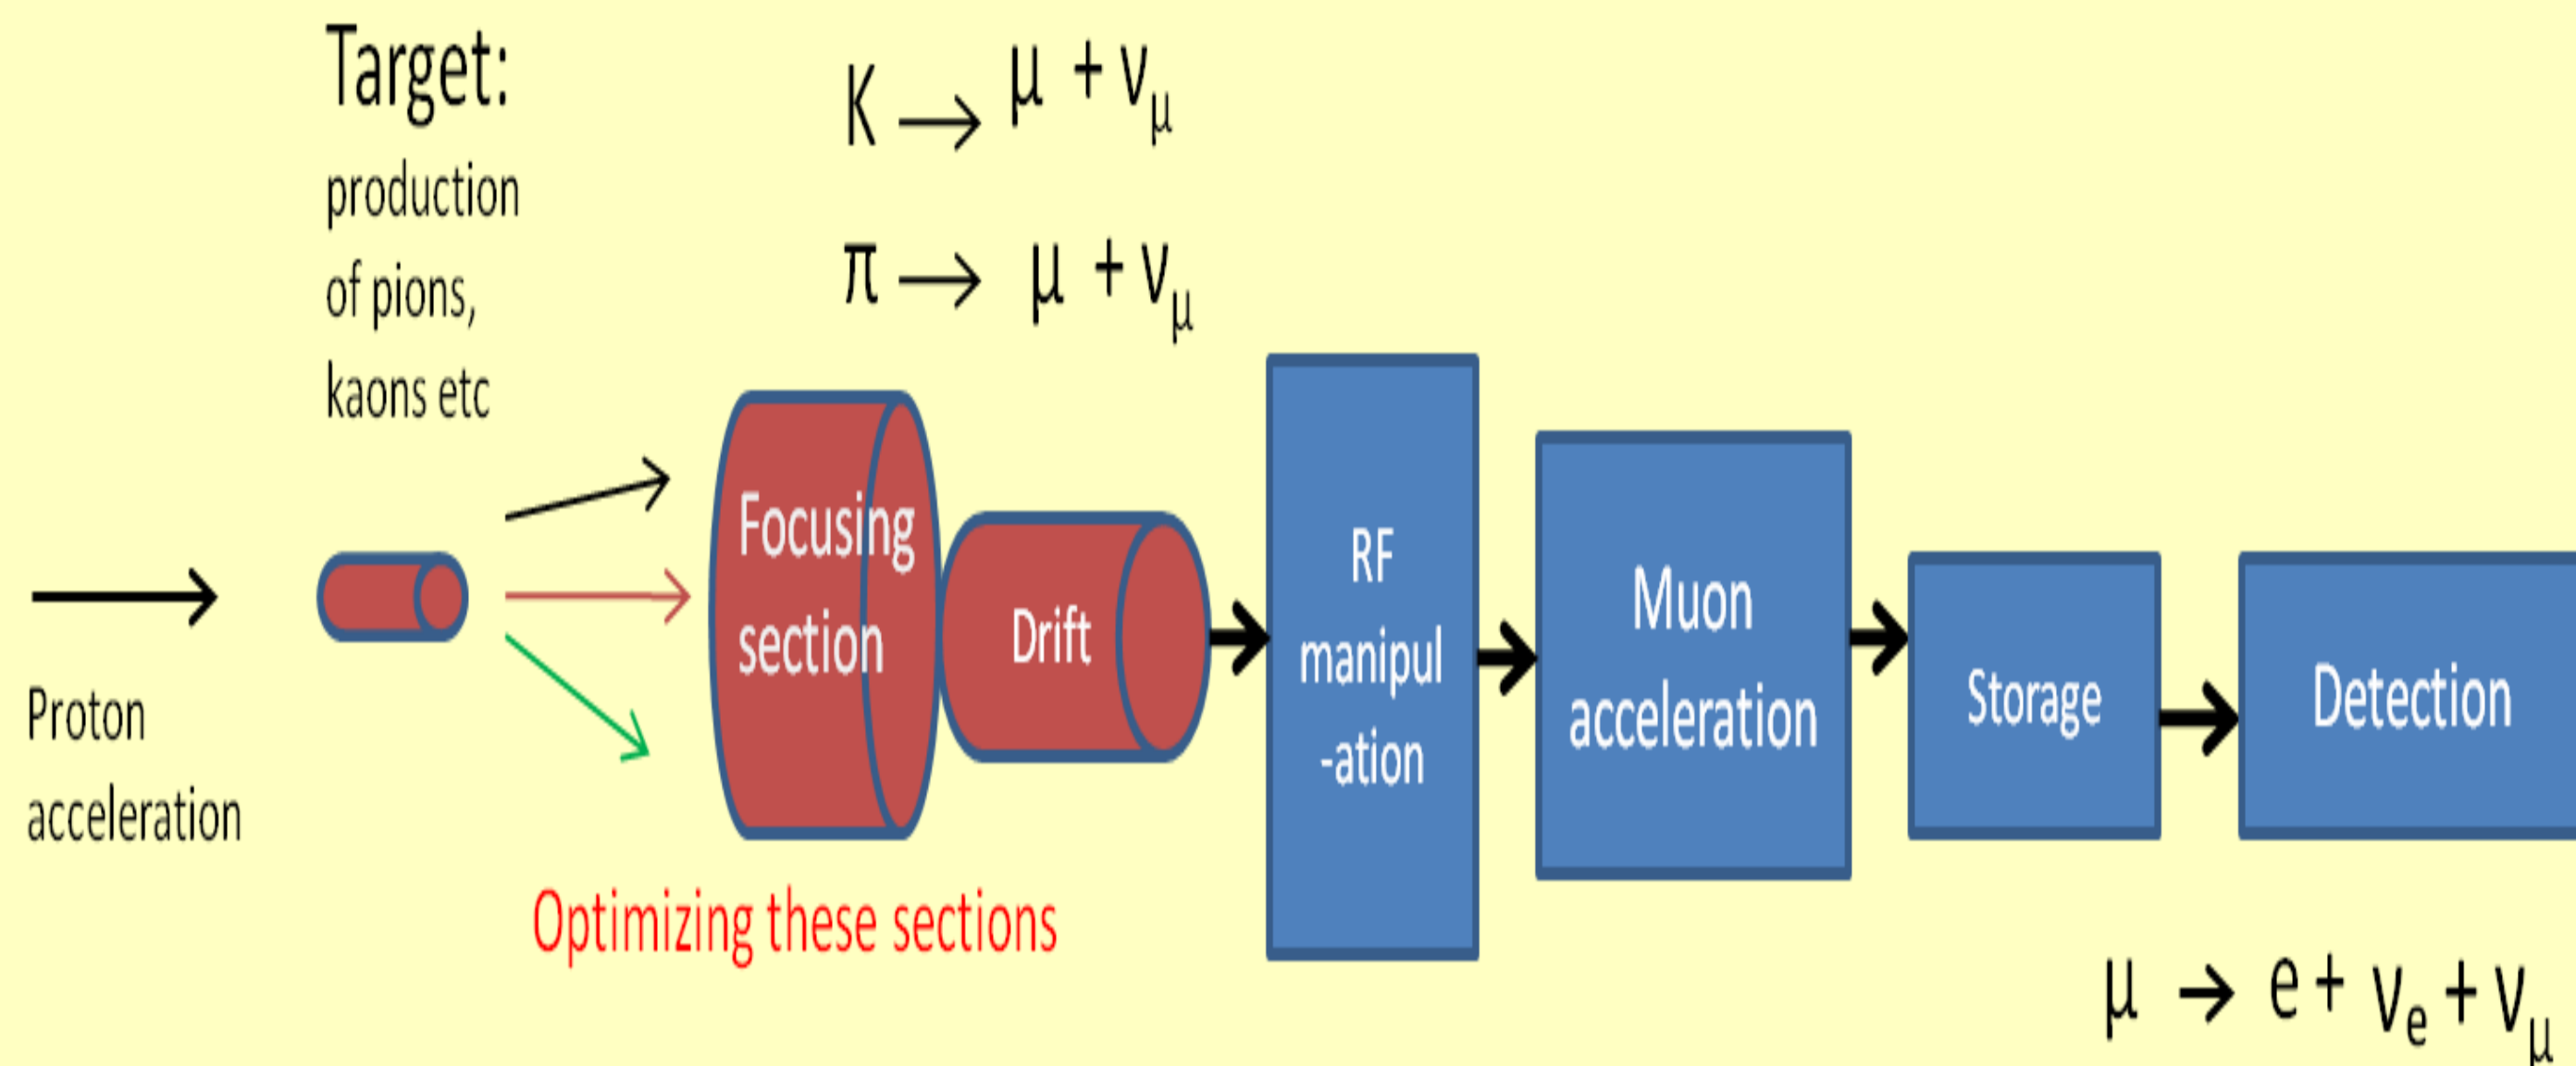 Target:
production
of pions,
kaons etc
K → μ + νμ
π → μ + νμ
Proton
acceleration
Focusing
section
Drift
RF
manipul
-ation
Muon
acceleration
Storage
Detection
Optimizing these sections
μ → e + νe + νμ